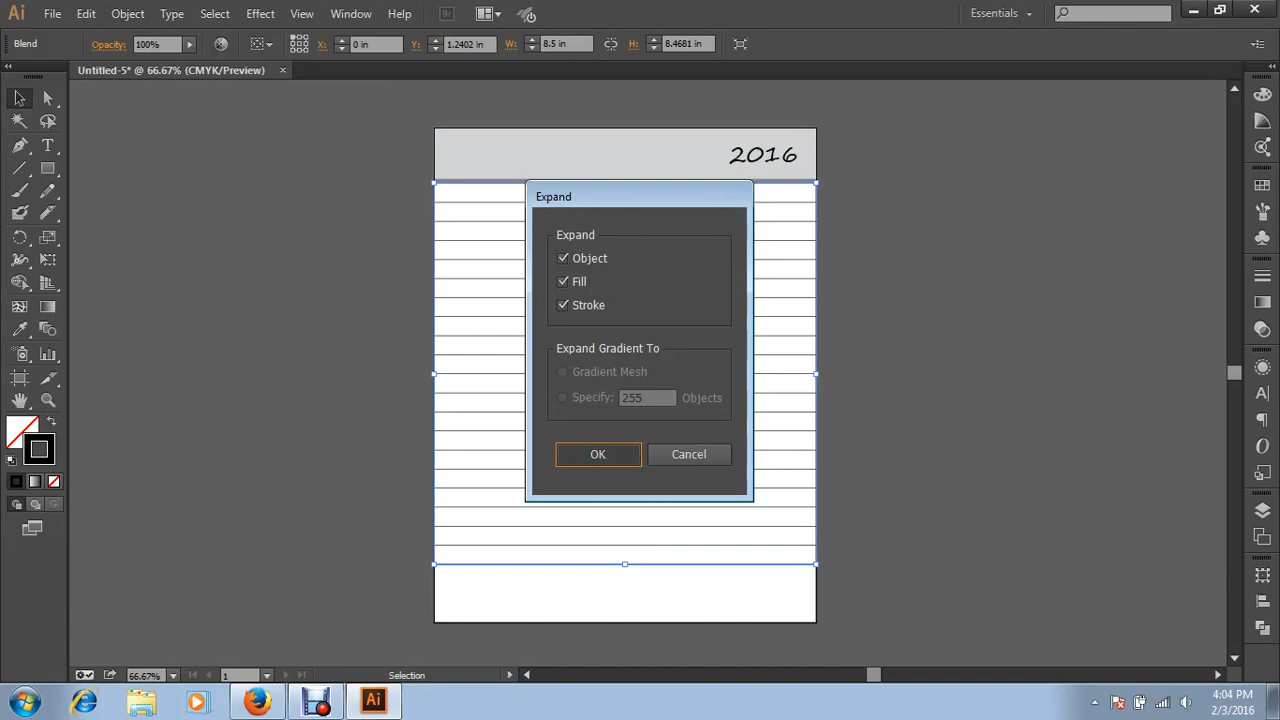 Ai File Edit Object Type Select Effect View Window Help Br Essentials
Blend Opacity: 100% X: 0 in Y: 1.2402 in W: 8.5 in H: 8.4681 in
Untitled-5* @ 66.67% (CMYK/Preview)
2016
Expand
Expand
Object
Fill
Stroke
Expand Gradient To
Gradient Mesh
Specify: 255 Objects
OK Cancel
66.67% 1 Selection
Ai
4:04 PM
2/3/2016